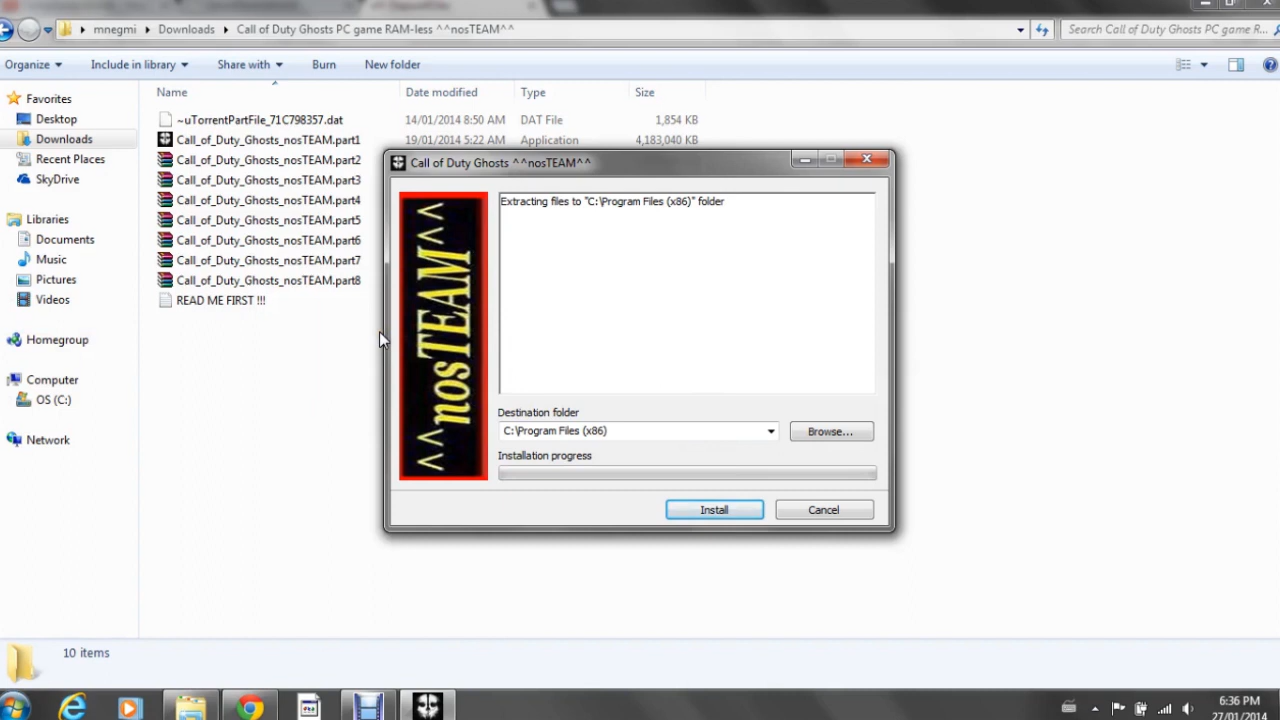 mnegmi
Downloads
Call of Duty Ghosts PC game RAM-less ^^nosTEAM^^
Search Call of Duty Ghosts PC game R...
Organize
Include in library
Share with
Burn
New folder
Name
Date modified
Type
Size
Favorites
Desktop
Downloads
Recent Places
SkyDrive
Libraries
Documents
Music
Pictures
Videos
Homegroup
Computer
OS (C:)
Network
~uTorrentPartFile_71C798357.dat
14/01/2014 8:50 AM
DAT File
1,854 KB
Call_of_Duty_Ghosts_nosTEAM.part1
19/01/2014 5:22 AM
Application
4,183,040 KB
Call_of_Duty_Ghosts_nosTEAM.part2
Call_of_Duty_Ghosts_nosTEAM.part3
Call_of_Duty_Ghosts_nosTEAM.part4
Call_of_Duty_Ghosts_nosTEAM.part5
Call_of_Duty_Ghosts_nosTEAM.part6
Call_of_Duty_Ghosts_nosTEAM.part7
Call_of_Duty_Ghosts_nosTEAM.part8
READ ME FIRST !!!
Call of Duty Ghosts ^^nosTEAM^^
^^nosTEAM^^
Extracting files to "C:\Program Files (x86)" folder
Destination folder
C:\Program Files (x86)
Browse...
Installation progress
Install
Cancel
10 items
6:36 PM
27/01/2014